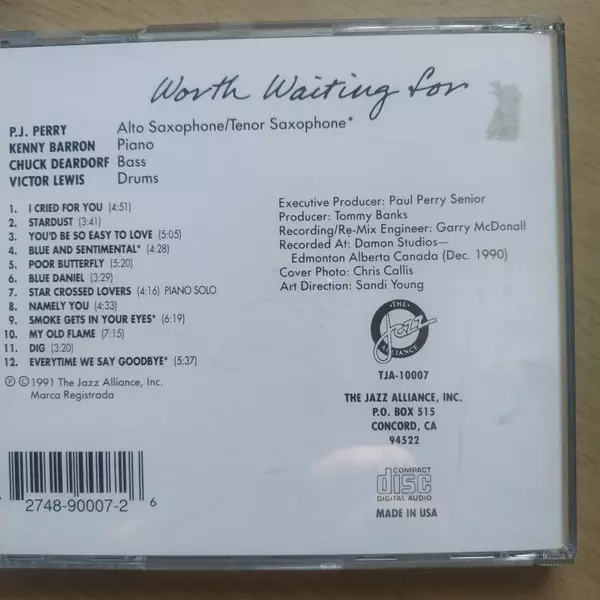 Worth Waiting for
P.J. PERRY Alto Saxophone/Tenor Saxophone*
KENNY BARRON Piano
CHUCK DEARDORF Bass
VICTOR LEWIS Drums
1. I CRIED FOR YOU (4:51)
2. STARDUST (3:41)
3. YOU'D BE SO EASY TO LOVE (5:05)
4. BLUE AND SENTIMENTAL* (4:28)
5. POOR BUTTERFLY (5:20)
6. BLUE DANIEL (3:29)
7. STAR CROSSED LOVERS (4:16) PIANO SOLO
8. NAMELY YOU (4:33)
9. SMOKE GETS IN YOUR EYES* (6:19)
10. MY OLD FLAME (7:15)
11. DIG (3:20)
12. EVERYTIME WE SAY GOODBYE* (5:37)
℗ © 1991 The Jazz Alliance, Inc.
Marca Registrada
Executive Producer: Paul Perry Senior
Producer: Tommy Banks
Recording/Re-Mix Engineer: Garry McDonall
Recorded At: Damon Studios—
Edmonton Alberta Canada (Dec. 1990)
Cover Photo: Chris Callis
Art Direction: Sandi Young
THE
Jazz
ALLIANCE
TJA-10007
THE JAZZ ALLIANCE, INC.
P.O. BOX 515
CONCORD, CA
94522
2748-90007-2 6
COMPACT
disc
DIGITAL AUDIO
MADE IN USA